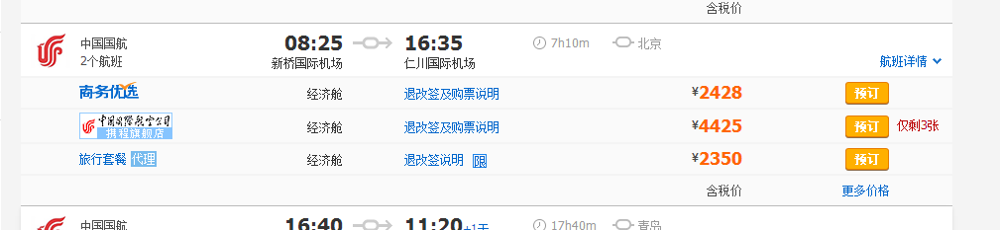 含税价
中国国航 08:25 16:35 7h10m 北京
2个航班 新桥国际机场 仁川国际机场 航班详情
商务优选 经济舱 退改签及购票说明 ¥2428 预订
中国国际航空公司 携程旗舰店 经济舱 退改签及购票说明 ¥4425 预订 仅剩3张
旅行套餐 代理 经济舱 退改签说明 限 ¥2350 预订
含税价 更多价格
中国国航 16:40 11:20 +1天 17h40m 青岛